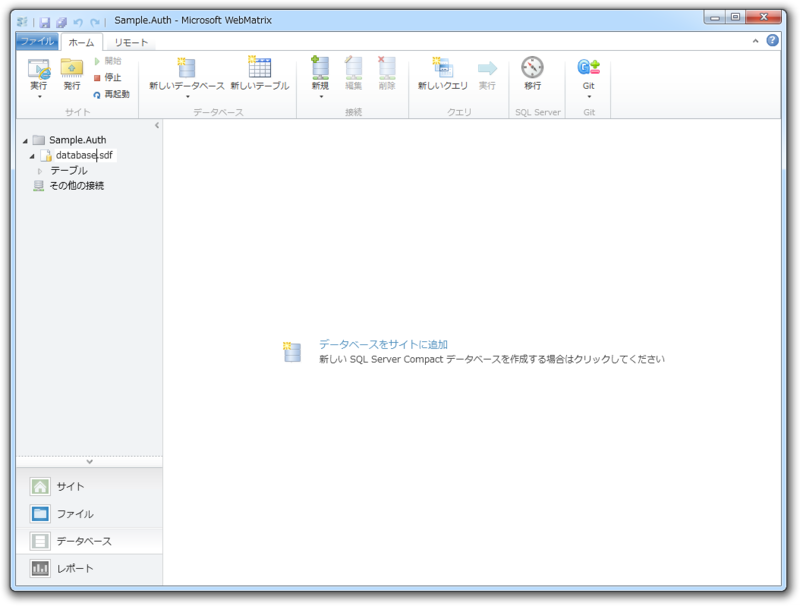 Sample.Auth - Microsoft WebMatrix
ファイル ホーム リモート
実行 発行 開始 停止 再起動
サイト
新しいデータベース 新しいテーブル
データベース
新規 編集 削除
接続
新しいクエリ 実行
クエリ
移行
SQL Server
Git
Git
Sample.Auth
database.sdf
テーブル
その他の接続
データベースをサイトに追加
新しい SQL Server Compact データベースを作成する場合はクリックしてください
サイト
ファイル
データベース
レポート